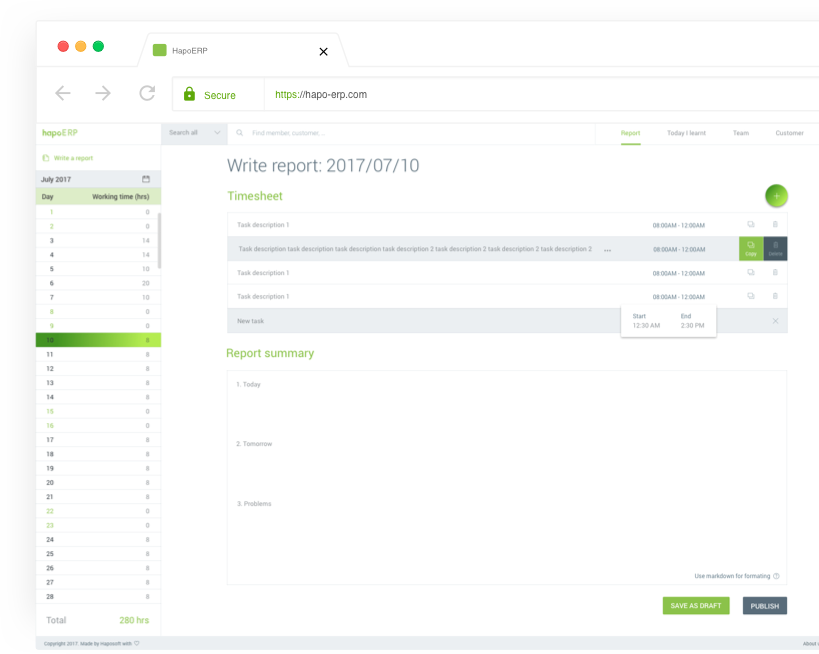 HapoERP
Secure
https://hapo-erp.com
hapoERP
Search all
Find member, customer, ...
Report
Today I learnt
Team
Customer
Write a report
July 2017
Day Working time (hrs)
1 0
2 0
3 14
4 14
5 10
6 20
7 10
8 0
9 0
10 8
11 8
12 8
13 8
14 8
15 0
16 0
17 8
18 8
19 8
20 8
21 8
22 0
23 0
24 8
25 8
26 8
27 8
28 8
Total 280 hrs
Write report: 2017/07/10
Timesheet
+
Task description 1 08:00AM - 12:00AM
Task description task description task description task description 2 task description 2 task description 2 task description 2 ... 08:00AM - 12:00AM Copy Delete
Task description 1 08:00AM - 12:00AM
Task description 1 08:00AM - 12:00AM
New task
Start End
12:30 AM 2:30 PM
Report summary
1. Today
2. Tomorrow
3. Problems
Use markdown for formating
SAVE AS DRAFT PUBLISH
Copyright 2017. Made by Haposoft with
About